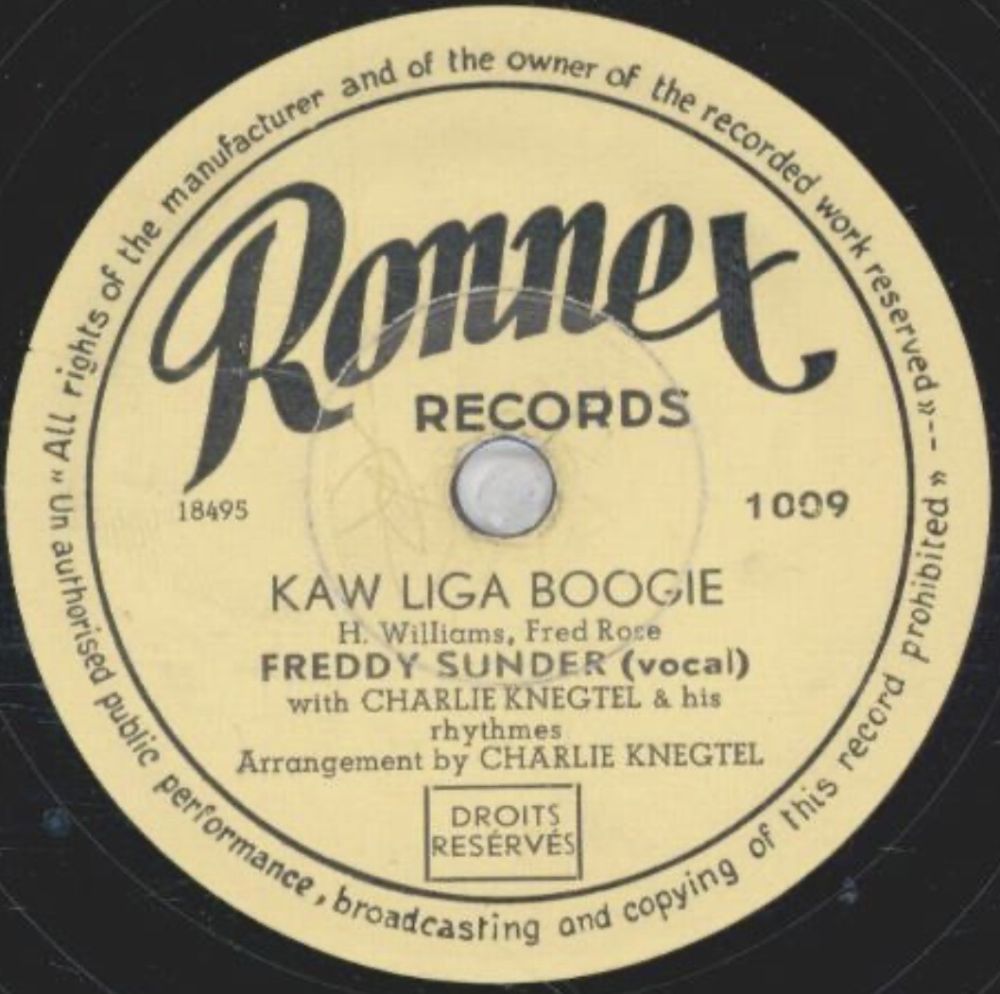 "All rights of the manufacturer and of the owner of the recorded work reserved «--
Un authorised public performance, broadcasting and copying of this record prohibited »
Ronnex
RECORDS
18495
1009
KAW LIGA BOOGIE
H. Williams, Fred Rose
FREDDY SUNDER (vocal)
with CHARLIE KNEGTEL & his
rhythmes
Arrangement by CHARLIE KNEGTEL
DROITS
RESÉRVÉS